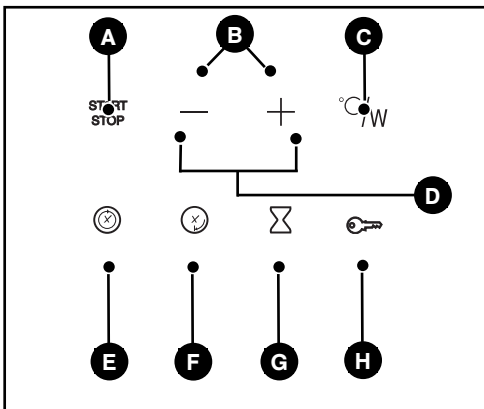 A B C
START
STOP
— + °C/W
D
E F G H